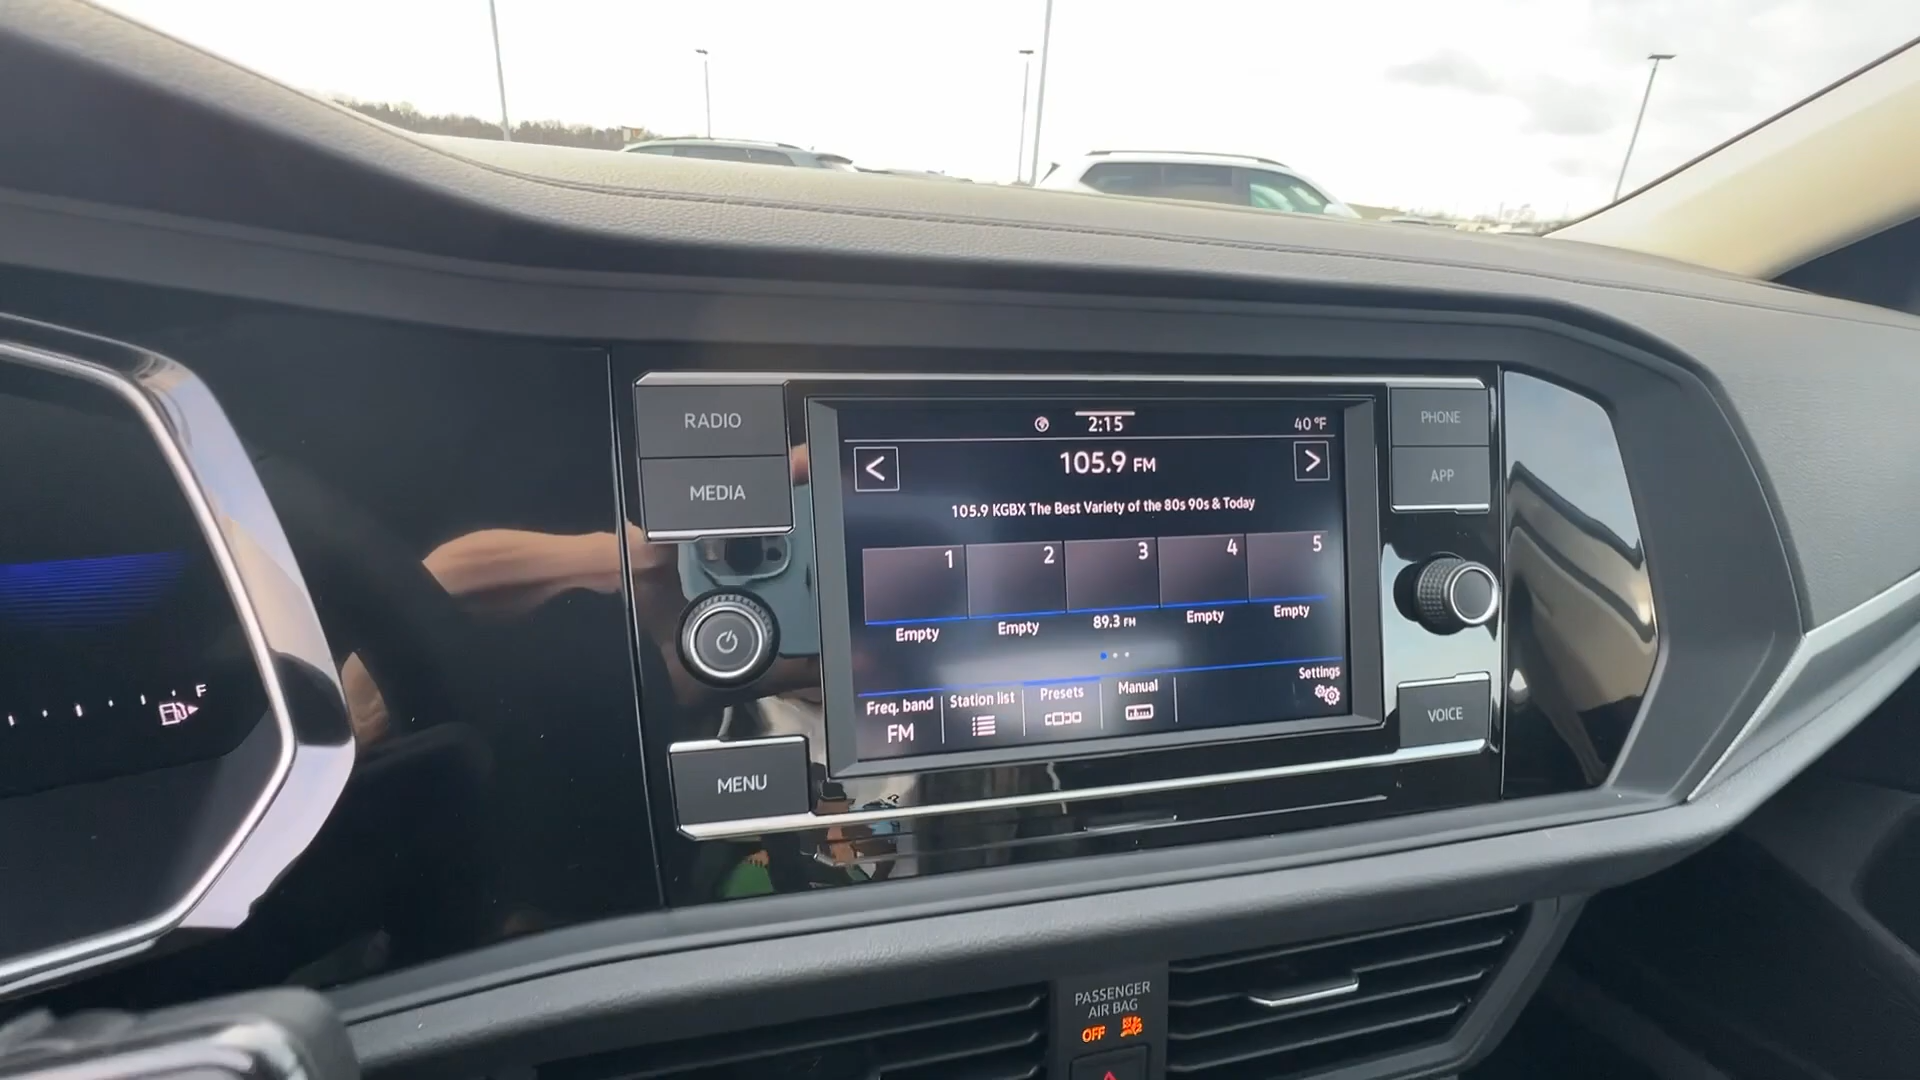 RADIO
MEDIA
MENU
PHONE
APP
VOICE
2:15
40 °F
<
105.9 FM
>
105.9 KGBX The Best Variety of the 80s 90s & Today
1
2
3
4
5
Empty
Empty
89.3 FM
Empty
Empty
Freq. band
FM
Station list
Presets
Manual
Settings
F
PASSENGER
AIR BAG
OFF